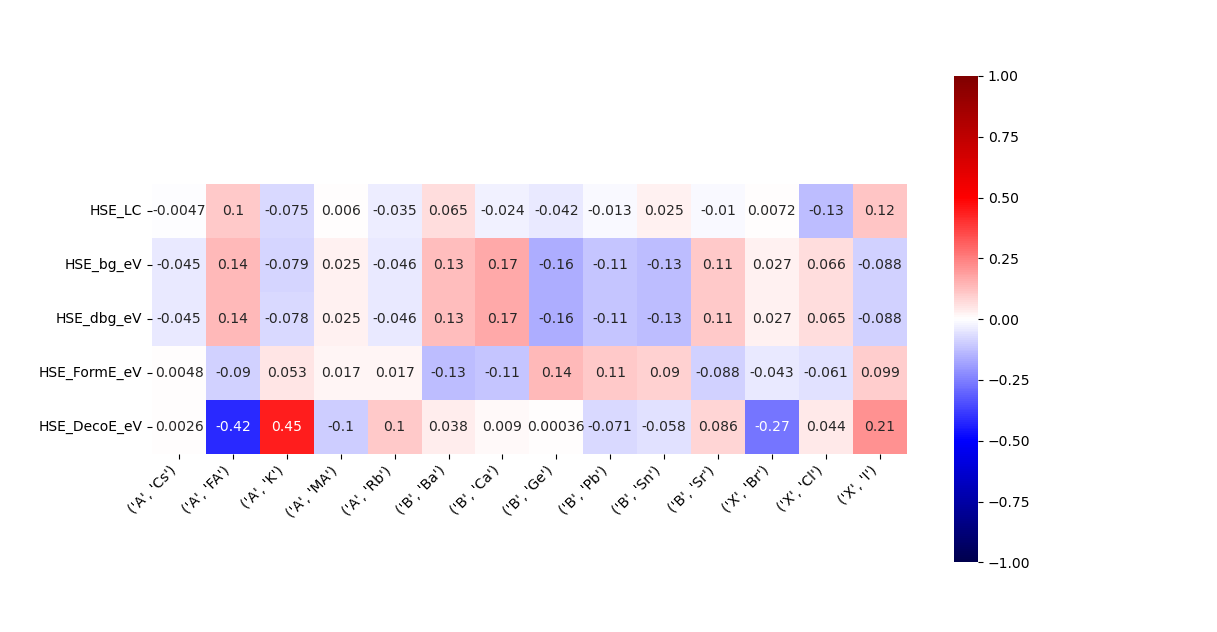 HSE_LC -0.0047 0.1 -0.075 0.006 -0.035 0.065 -0.024 -0.042 -0.013 0.025 -0.01 0.0072 -0.13 0.12
HSE_bg_eV -0.045 0.14 -0.079 0.025 -0.046 0.13 0.17 -0.16 -0.11 -0.13 0.11 0.027 0.066 -0.088
HSE_dbg_eV -0.045 0.14 -0.078 0.025 -0.046 0.13 0.17 -0.16 -0.11 -0.13 0.11 0.027 0.065 -0.088
HSE_FormE_eV 0.0048 -0.09 0.053 0.017 0.017 -0.13 -0.11 0.14 0.11 0.09 -0.088 -0.043 -0.061 0.099
HSE_DecoE_eV 0.0026 -0.42 0.45 -0.1 0.1 0.038 0.009 0.00036 -0.071 -0.058 0.086 -0.27 0.044 0.21
('A', 'Cs') ('A', 'FA') ('A', 'K') ('A', 'MA') ('A', 'Rb') ('B', 'Ba') ('B', 'Ca') ('B', 'Ge') ('B', 'Pb') ('B', 'Sn') ('B', 'Sr') ('X', 'Br') ('X', 'Cl') ('X', 'I')
1.00
0.75
0.50
0.25
0.00
−0.25
−0.50
−0.75
−1.00